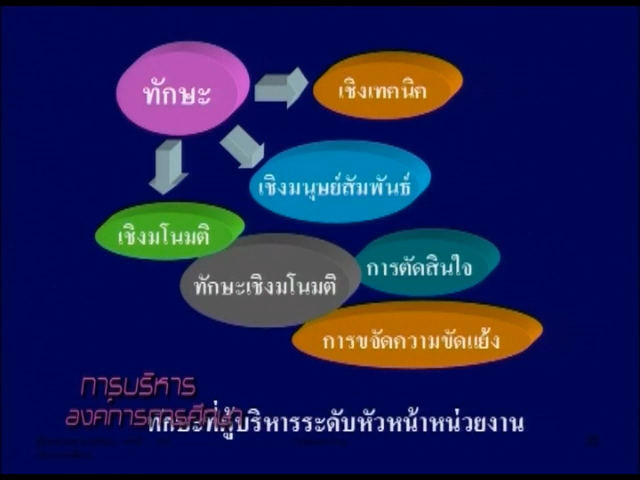 ทักษะ
เชิงเทคนิค
เชิงมนุษย์สัมพันธ์
เชิงมโนมติ
การตัดสินใจ
ทักษะเชิงมโนมติ
การขจัดความขัดแย้ง
การบริหาร
องค์การการศึกษา
ทักษะที่ผู้บริหารระดับหัวหน้าหน่วยงาน